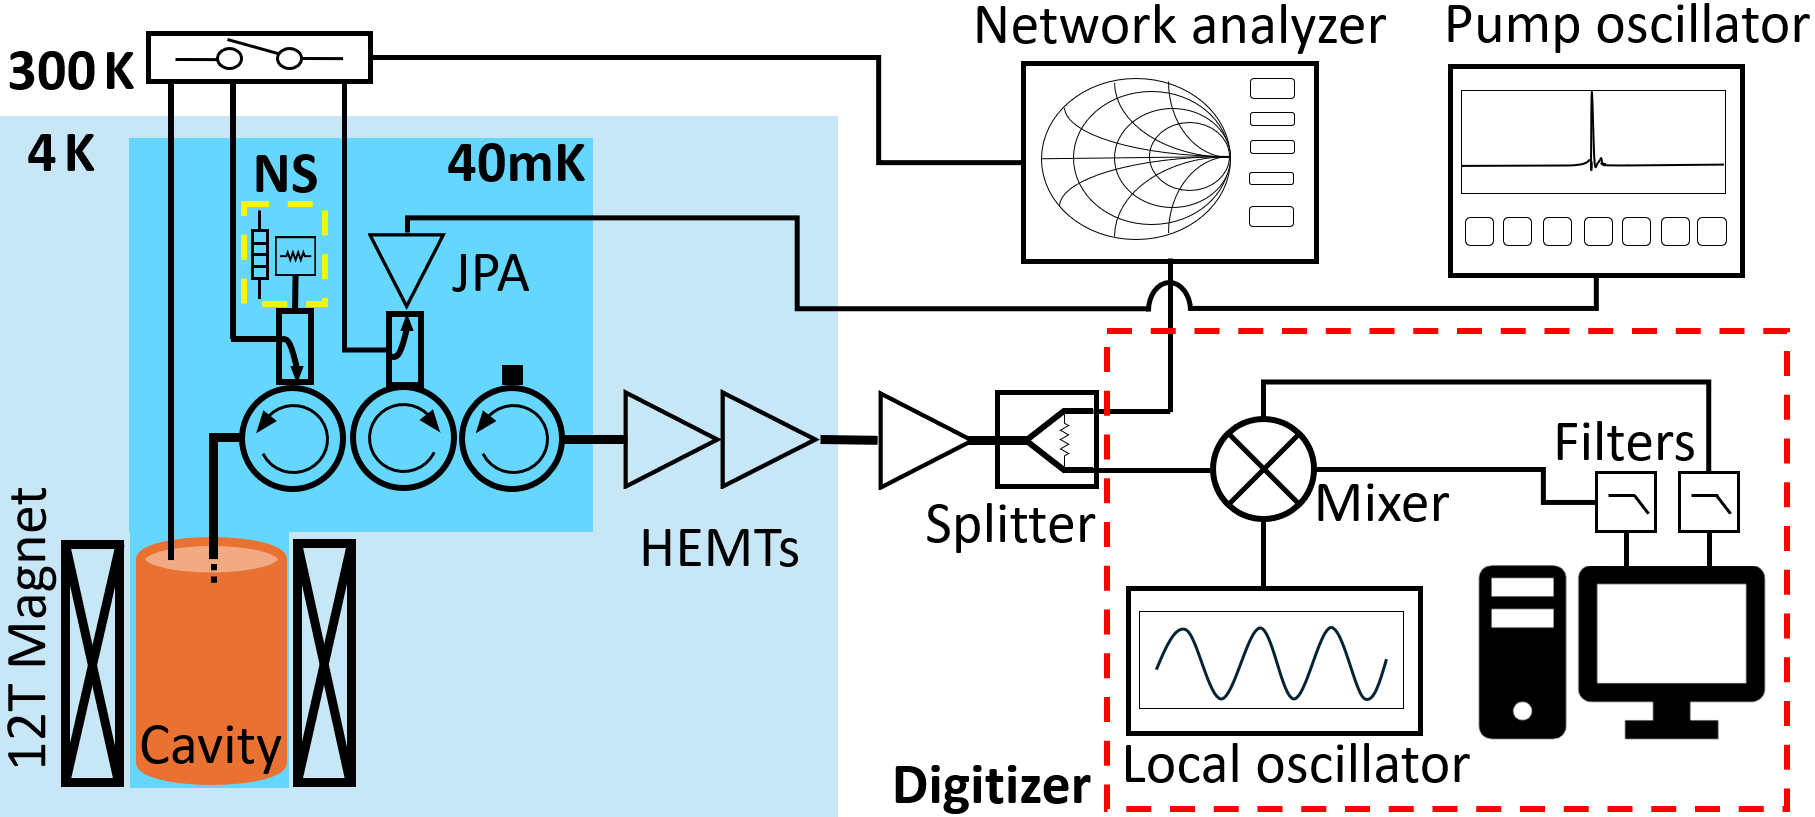 Network analyzer
Pump oscillator
300 K
4 K
NS
40mK
JPA
HEMTs
Splitter
Mixer
Filters
12T Magnet
Cavity
Local oscillator
Digitizer